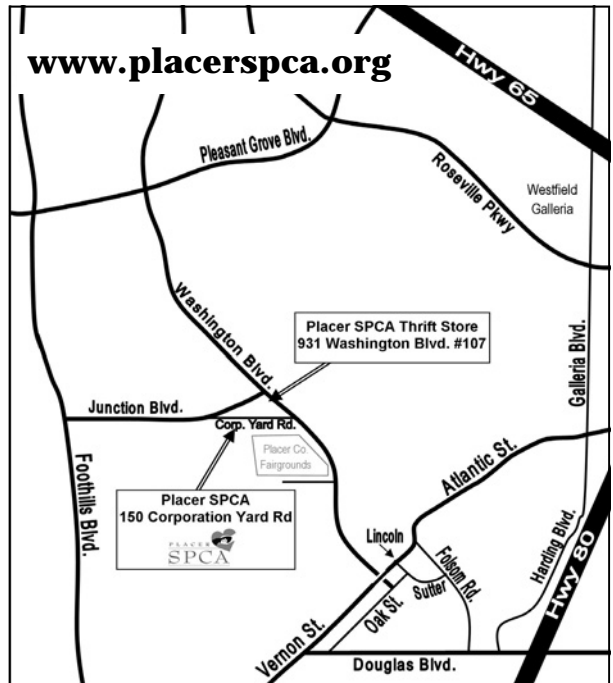 www.placerspca.org
Hwy 65
Pleasant Grove Blvd.
Roseville Pkwy
Westfield
Galleria
Washington Blvd.
Placer SPCA Thrift Store
931 Washington Blvd. #107
Galleria Blvd.
Junction Blvd.
Corp. Yard Rd.
Placer Co.
Fairgrounds
Atlantic St.
Foothills Blvd.
Placer SPCA
150 Corporation Yard Rd
PLACER
SPCA
Lincoln
Folsom Rd.
Sutter
Harding Blvd.
Hwy 80
Oak St.
Vernon St.
Douglas Blvd.